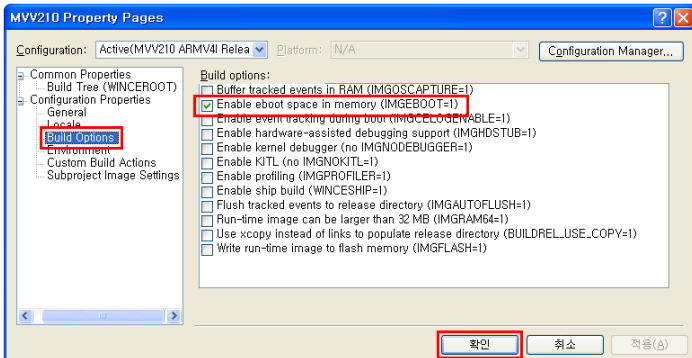 MVV210 Property Pages
Configuration: Active(MVV210 ARMV4I Relea Platform: N/A Configuration Manager...
Common Properties
Build Tree (WINCEROOT)
Configuration Properties
General
Locale
Build Options
Environment
Custom Build Actions
Subproject Image Settings
Build options:
Buffer tracked events in RAM (IMGOSCAPTURE=1)
Enable eboot space in memory (IMGEBOOT=1)
Enable event tracking during boot (IMGCELOGENABLE=1)
Enable hardware-assisted debugging support (IMGHDSTUB=1)
Enable kernel debugger (no IMGNODEBUGGER=1)
Enable KITL (no IMGNOKITL=1)
Enable profiling (IMGPROFILER=1)
Enable ship build (WINCESHIP=1)
Flush tracked events to release directory (IMGAUTOFLUSH=1)
Run-time image can be larger than 32 MB (IMGRAM64=1)
Use xcopy instead of links to populate release directory (BUILDREL_USE_COPY=1)
Write run-time image to flash memory (IMGFLASH=1)
확인 취소 적용(A)